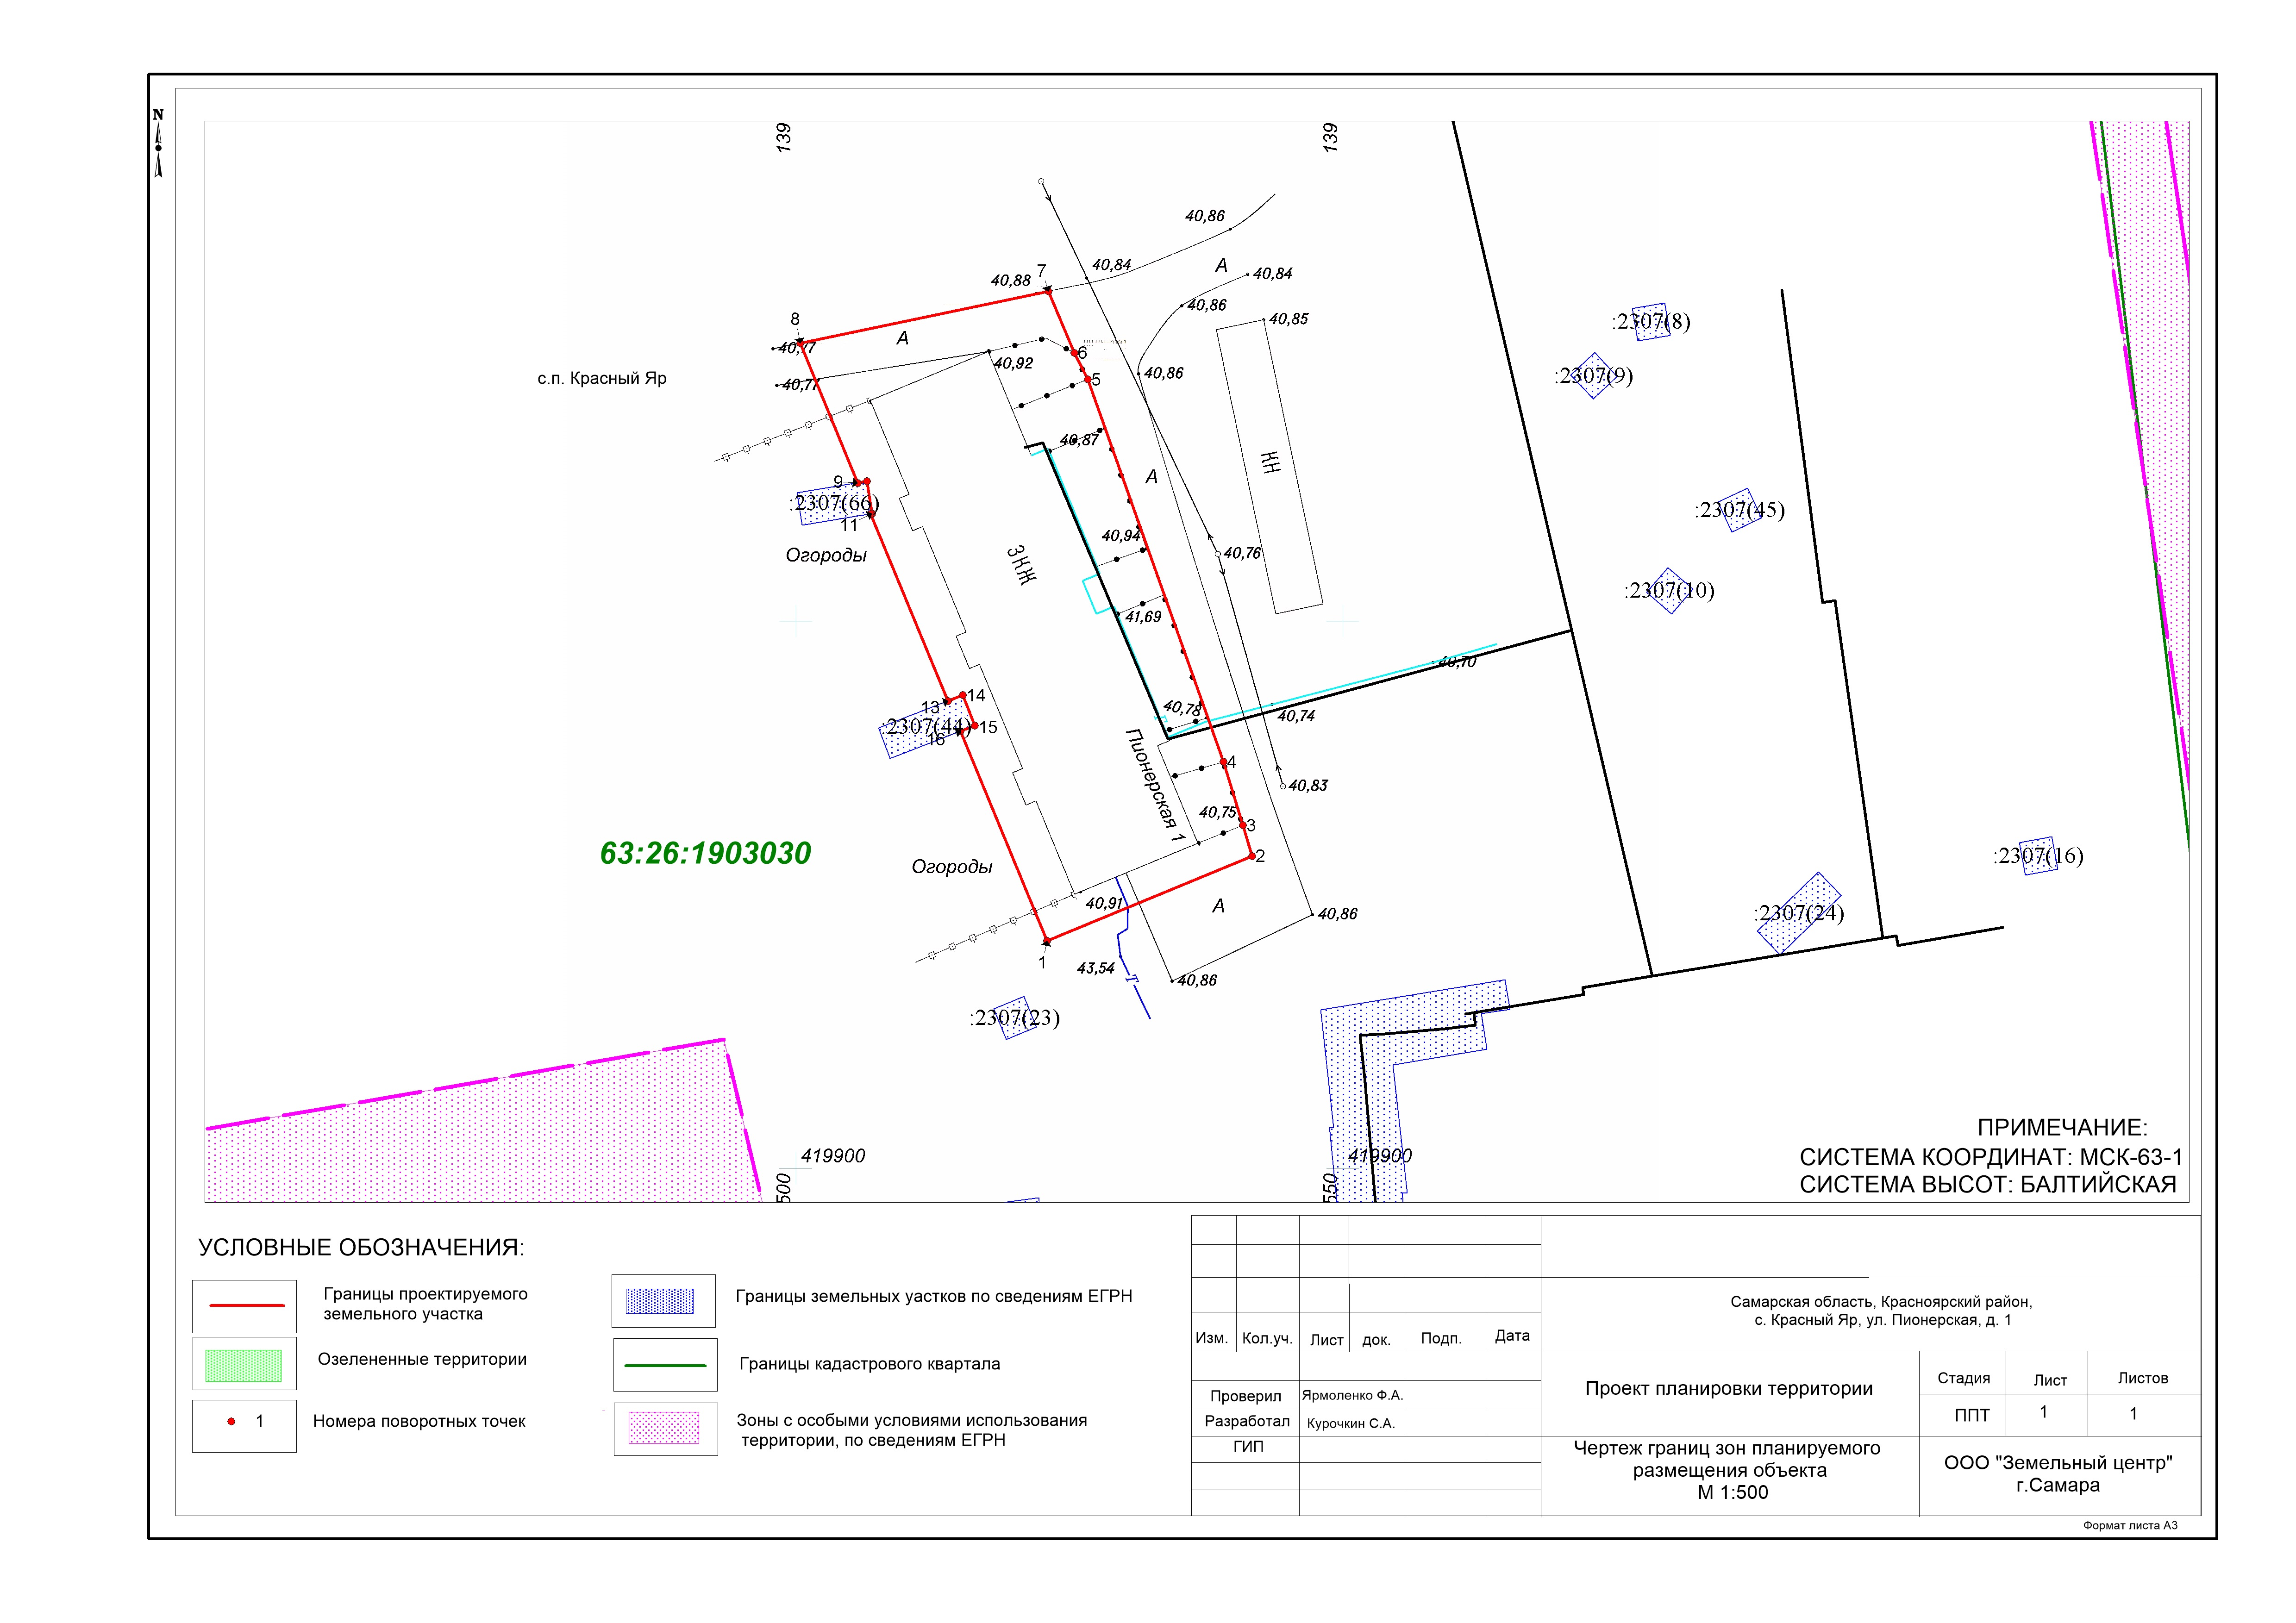 N
139
139
40,86
40,84
А
40,84
7
40,88
40,86
40,85
8
А
40,77
6
40,92
40,86
5
40,77
с.п. Красный Яр
:2307(8)
:2307(9)
40,87
КН
А
9
:2307(66)
11
:2307(45)
Огороды
40,94
40,76
3КЖ
:2307(10)
41,69
40,70
14
13
40,78
40,74
:2307(44)
15
16
Пионерская 1
4
40,83
40,75
3
63:26:1903030
2
:2307(16)
Огороды
40,91
А
40,86
:2307(24)
1
43,54
Т
40,86
:2307(23)
419900
419900
500
550
ПРИМЕЧАНИЕ:
СИСТЕМА КООРДИНАТ: МСК-63-1
СИСТЕМА ВЫСОТ: БАЛТИЙСКАЯ
УСЛОВНЫЕ ОБОЗНАЧЕНИЯ:
Границы проектируемого
земельного участка
Озелененные территории
1
Номера поворотных точек
Границы земельных уастков по сведениям ЕГРН
Границы кадастрового квартала
Зоны с особыми условиями использования
территории, по сведениям ЕГРН
Изм.
Кол.уч.
Лист
док.
Подп.
Дата
Проверил
Ярмоленко Ф.А.
Разработал
Курочкин С.А.
ГИП
Самарская область, Красноярский район,
с. Красный Яр, ул. Пионерская, д. 1
Проект планировки территории
Стадия
Лист
Листов
ППТ
1
1
Чертеж границ зон планируемого
размещения объекта
М 1:500
ООО "Земельный центр"
г.Самара
Формат листа А3